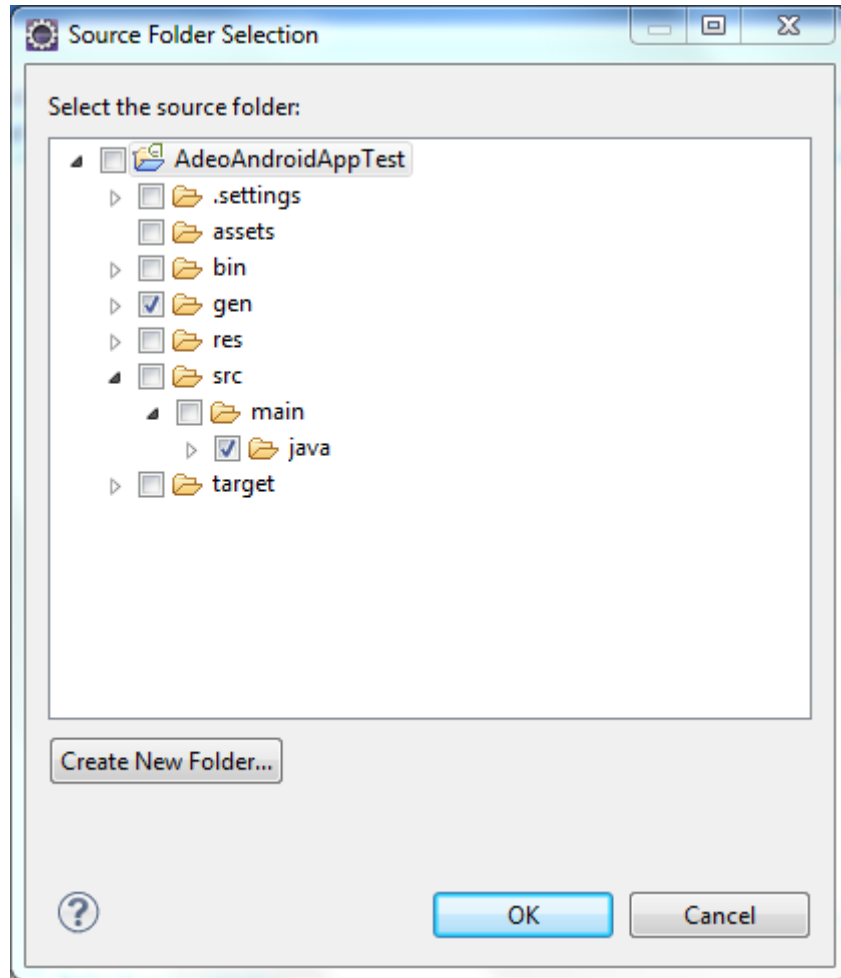 Source Folder Selection
Select the source folder:
AdeoAndroidAppTest
.settings
assets
bin
gen
res
src
main
java
target
Create New Folder...
?
OK
Cancel